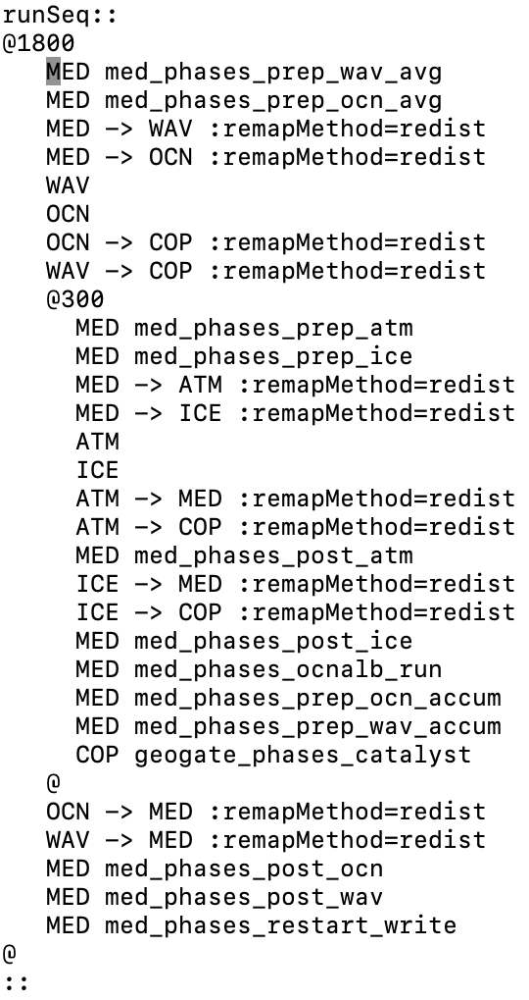 runSeq::
@1800
   MED med_phases_prep_wav_avg
   MED med_phases_prep_ocn_avg
   MED -> WAV :remapMethod=redist
   MED -> OCN :remapMethod=redist
   WAV
   OCN
   OCN -> COP :remapMethod=redist
   WAV -> COP :remapMethod=redist
   @300
     MED med_phases_prep_atm
     MED med_phases_prep_ice
     MED -> ATM :remapMethod=redist
     MED -> ICE :remapMethod=redist
     ATM
     ICE
     ATM -> MED :remapMethod=redist
     ATM -> COP :remapMethod=redist
     MED med_phases_post_atm
     ICE -> MED :remapMethod=redist
     ICE -> COP :remapMethod=redist
     MED med_phases_post_ice
     MED med_phases_ocnalb_run
     MED med_phases_prep_ocn_accum
     MED med_phases_prep_wav_accum
     COP geogate_phases_catalyst
   @
   OCN -> MED :remapMethod=redist
   WAV -> MED :remapMethod=redist
   MED med_phases_post_ocn
   MED med_phases_post_wav
   MED med_phases_restart_write
@
::